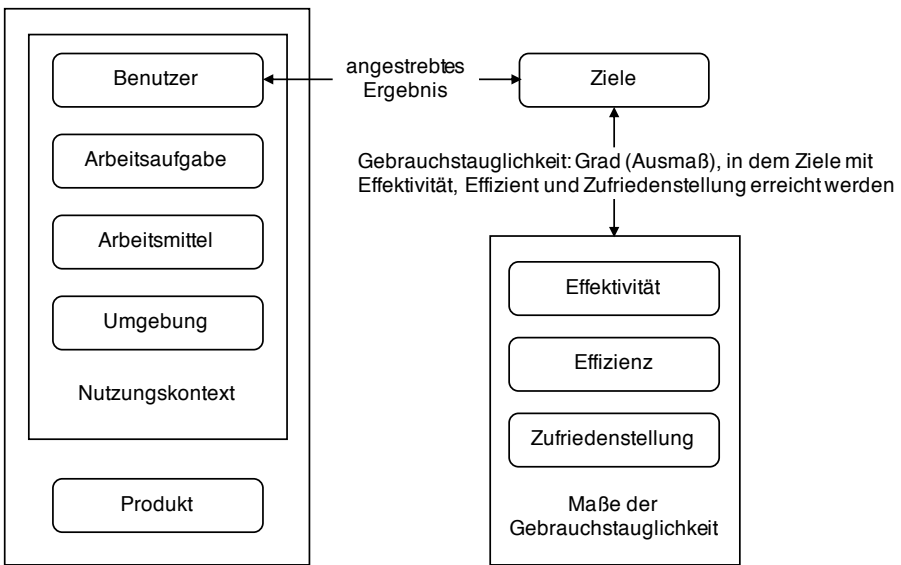 Benutzer
angestrebtes
Ergebnis
Ziele
Arbeitsaufgabe
Gebrauchstauglichkeit: Grad (Ausmaß), in dem Ziele mit
Effektivität, Effizient und Zufriedenstellung erreicht werden
Arbeitsmittel
Umgebung
Nutzungskontext
Produkt
Effektivität
Effizienz
Zufriedenstellung
Maße der
Gebrauchstauglichkeit